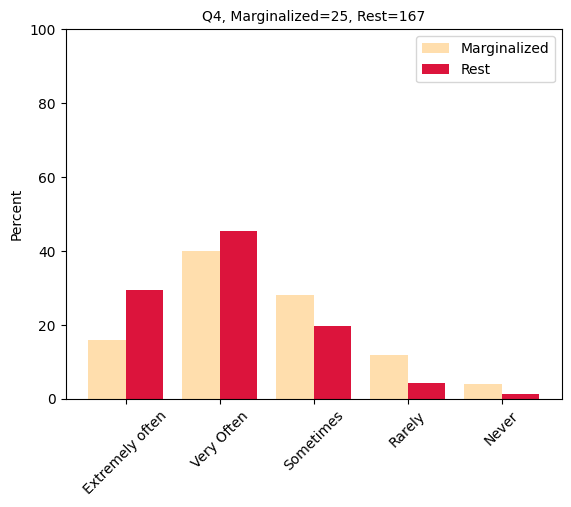 Q4, Marginalized=25, Rest=167
Marginalized
Rest
Percent
100
80
60
40
20
0
Extremely often
Very Often
Sometimes
Rarely
Never